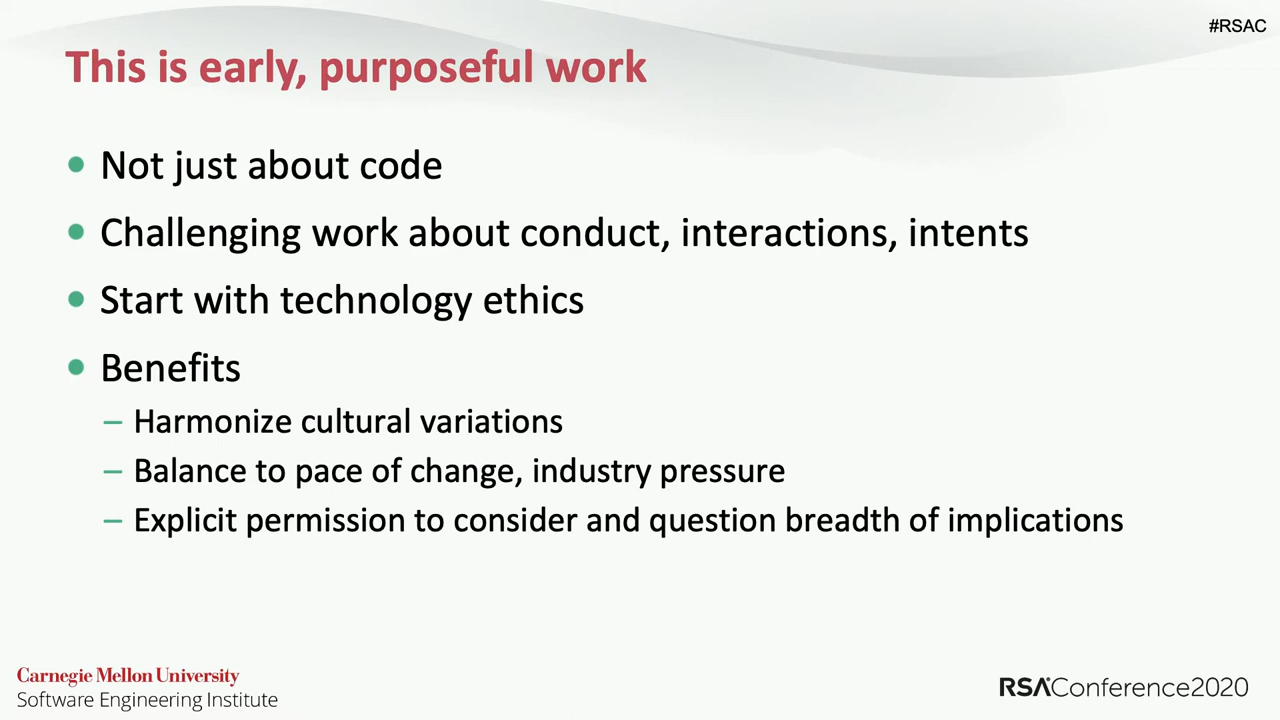 #RSAC
This is early, purposeful work
• Not just about code
• Challenging work about conduct, interactions, intents
• Start with technology ethics
• Benefits
– Harmonize cultural variations
– Balance to pace of change, industry pressure
– Explicit permission to consider and question breadth of implications
Carnegie Mellon University
Software Engineering Institute
RSAConference2020